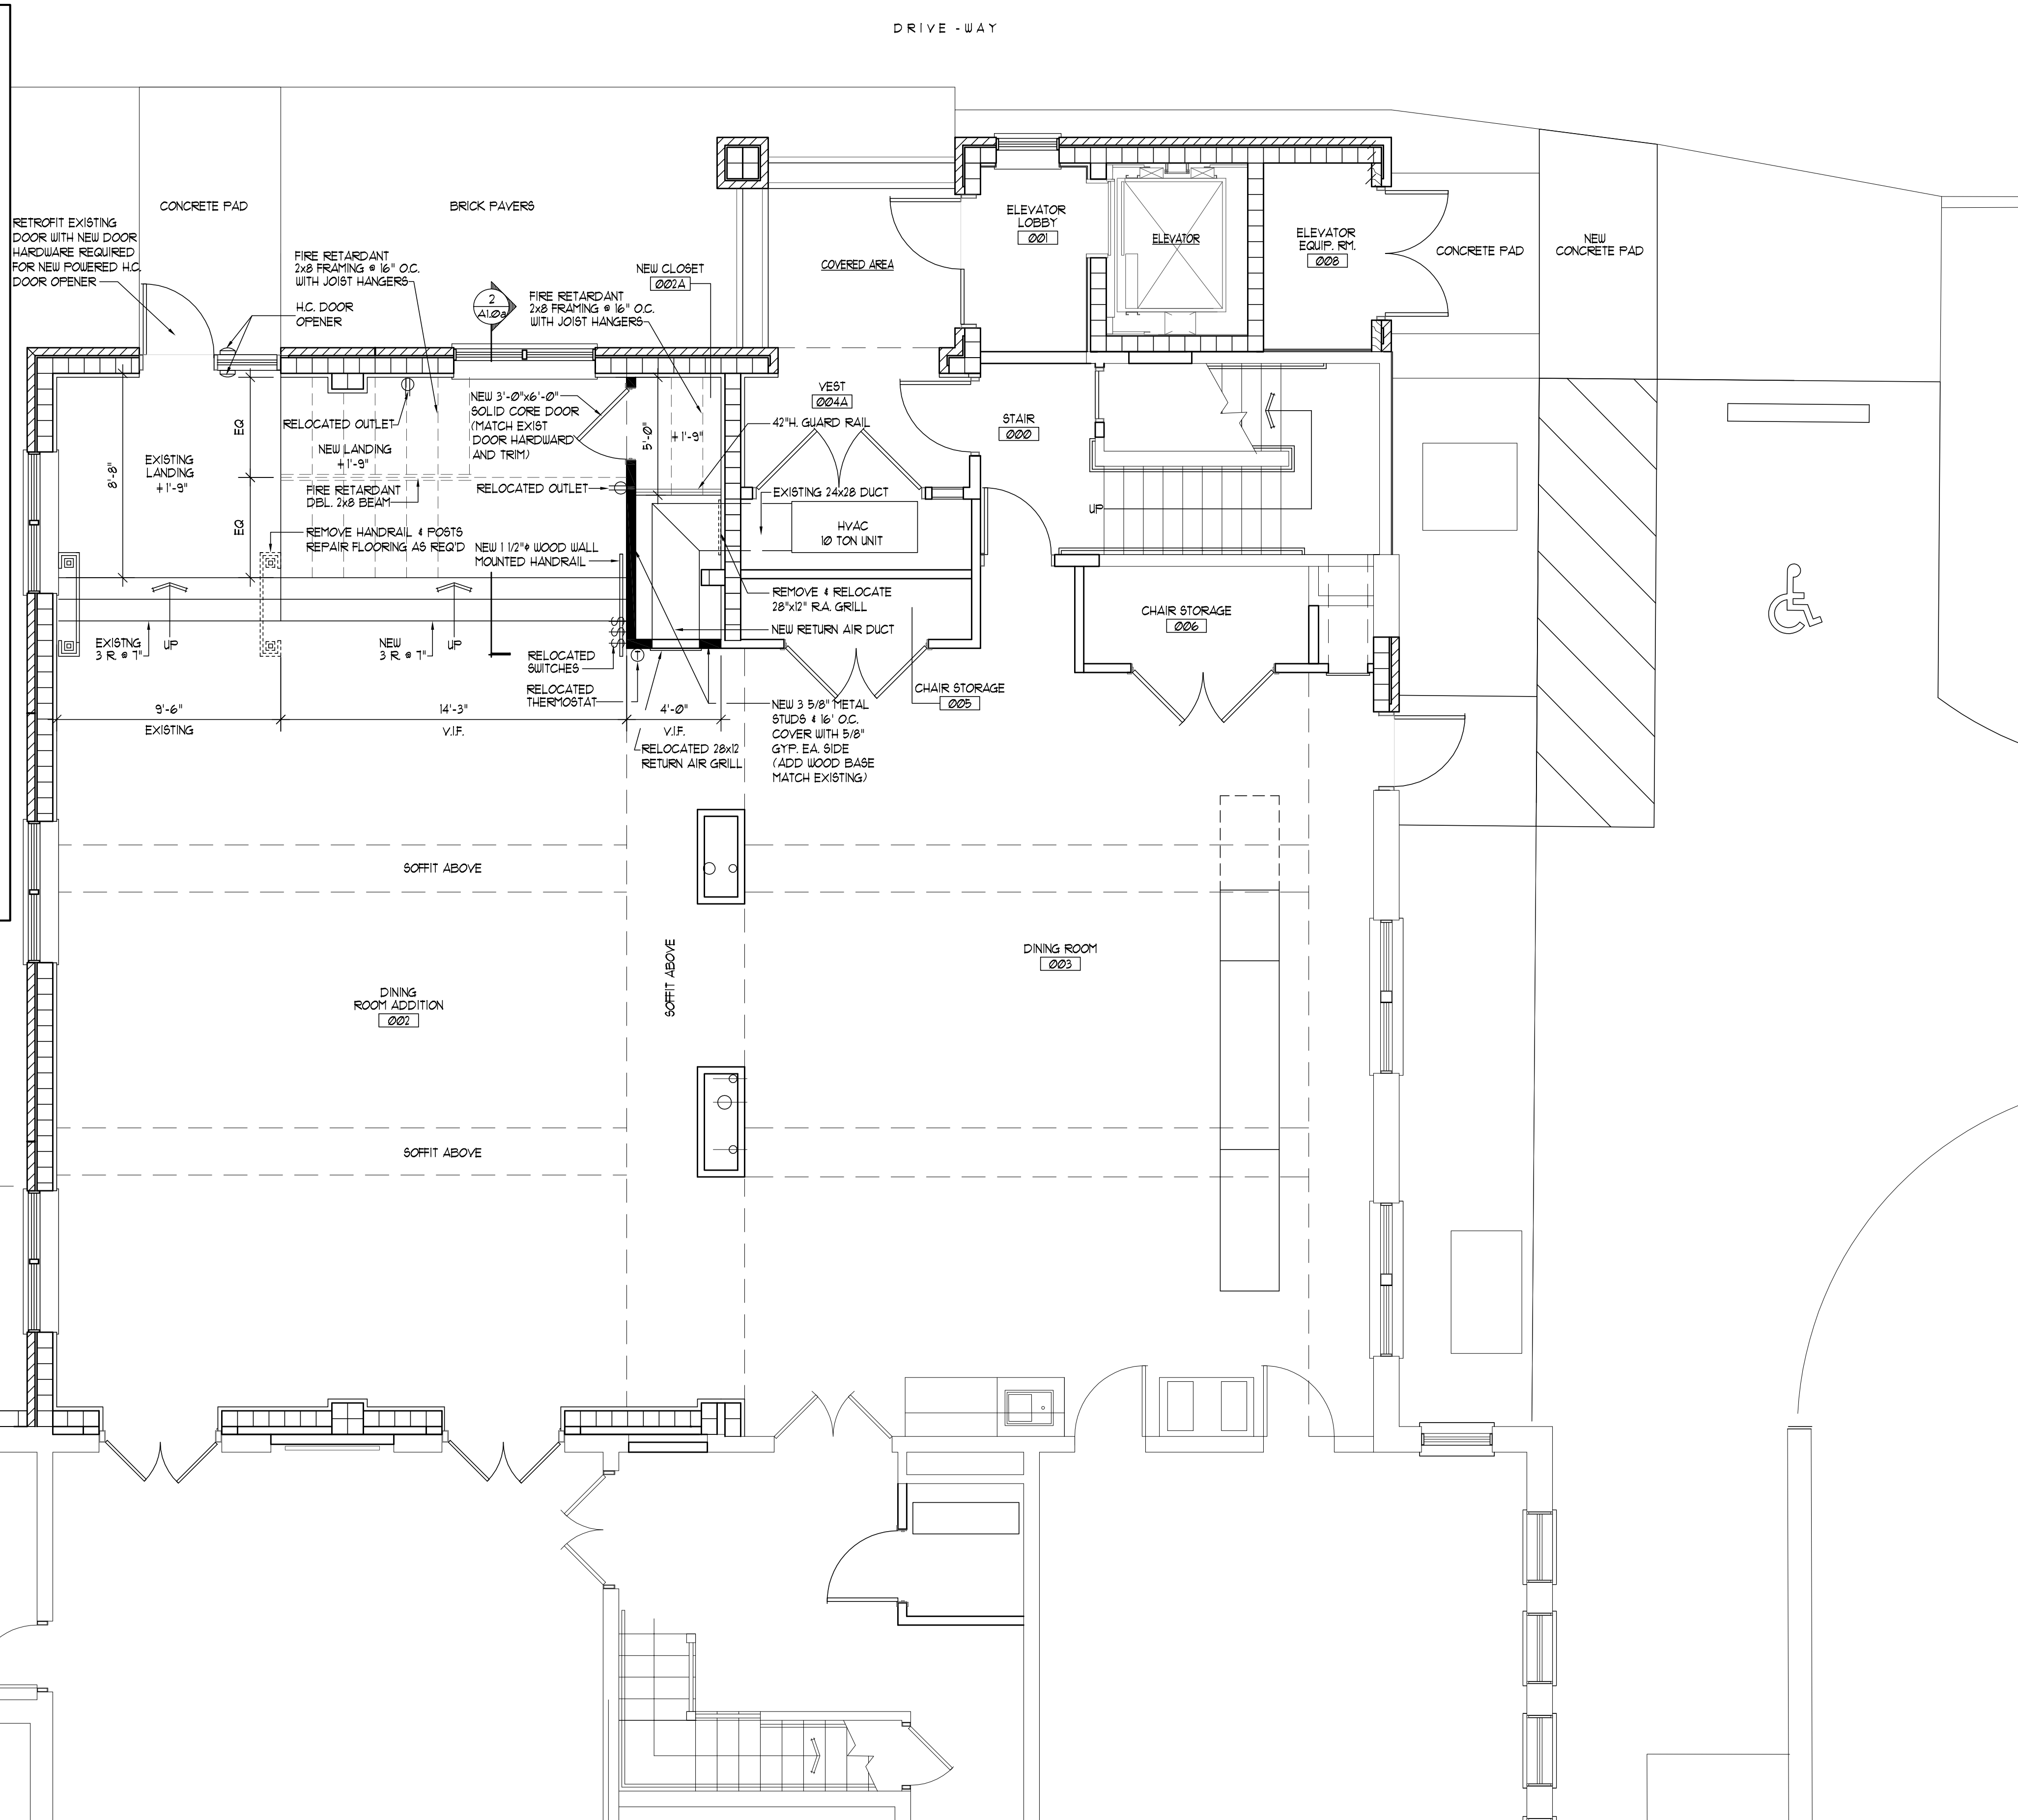 DRIVE -WAY
CONCRETE PAD
BRICK PAVERS
RETROFIT EXISTING
DOOR WITH NEW DOOR
HARDWARE REQUIRED
FOR NEW POWERED H.C.
DOOR OPENER
FIRE RETARDANT
2x8 FRAMING @ 16" O.C.
WITH JOIST HANGERS
H.C. DOOR
OPENER
2
A1.0a
FIRE RETARDANT
2x8 FRAMING @ 16" O.C.
WITH JOIST HANGERS
NEW CLOSET
002A
COVERED AREA
ELEVATOR
LOBBY
001
ELEVATOR
ELEVATOR
EQUIP. RM.
008
CONCRETE PAD
NEW
CONCRETE PAD
8'-8"
EXISTING
LANDING
+1'-9"
EQ
EQ
RELOCATED OUTLET
NEW LANDING
+1'-9"
FIRE RETARDANT
DBL. 2x8 BEAM
REMOVE HANDRAIL & POSTS
REPAIR FLOORING AS REQ'D
NEW 3'-0"x6'-0"
SOLID CORE DOOR
(MATCH EXIST
DOOR HARDWARD
AND TRIM)
RELOCATED OUTLET
NEW 1 1/2"Φ WOOD WALL
MOUNTED HANDRAIL
5'-0"
+1'-9"
VEST
004A
42"H. GUARD RAIL
EXISTING 24x28 DUCT
HVAC
10 TON UNIT
STAIR
000
UP
REMOVE & RELOCATE
28"x12" R.A. GRILL
NEW RETURN AIR DUCT
CHAIR STORAGE
006
EXISTNG
3 R. @ 7"
UP
NEW
3 R. @ 7"
UP
RELOCATED
SWITCHES
T
RELOCATED
THERMOSTAT
CHAIR STORAGE
005
9'-6"
EXISTING
14'-3"
V.I.F.
4'-0"
V.I.F.
RELOCATED 28x12
RETURN AIR GRILL
NEW 3 5/8" METAL
STUDS & 16' O.C.
COVER WITH 5/8"
GYP. EA. SIDE
(ADD WOOD BASE
MATCH EXISTING)
SOFFIT ABOVE
SOFFIT ABOVE
DINING ROOM
003
DINING
ROOM ADDITION
002
SOFFIT ABOVE